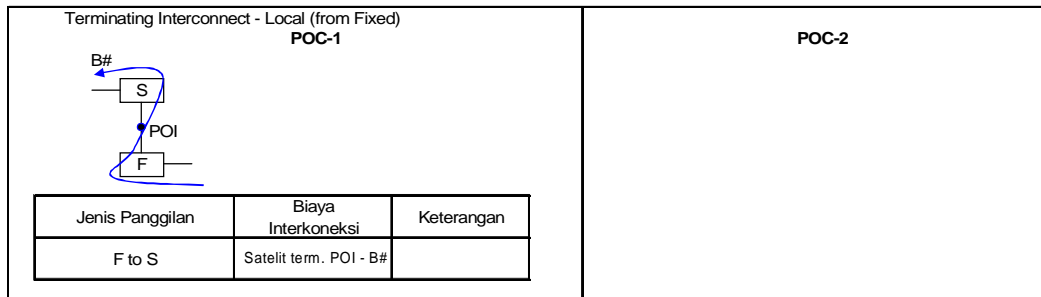 Terminating Interconnect - Local (from Fixed)
POC-1
POC-2
B#
S
POI
F
Jenis Panggilan
Biaya
Interkoneksi
Keterangan
F to S
Satelit term. POI - B#